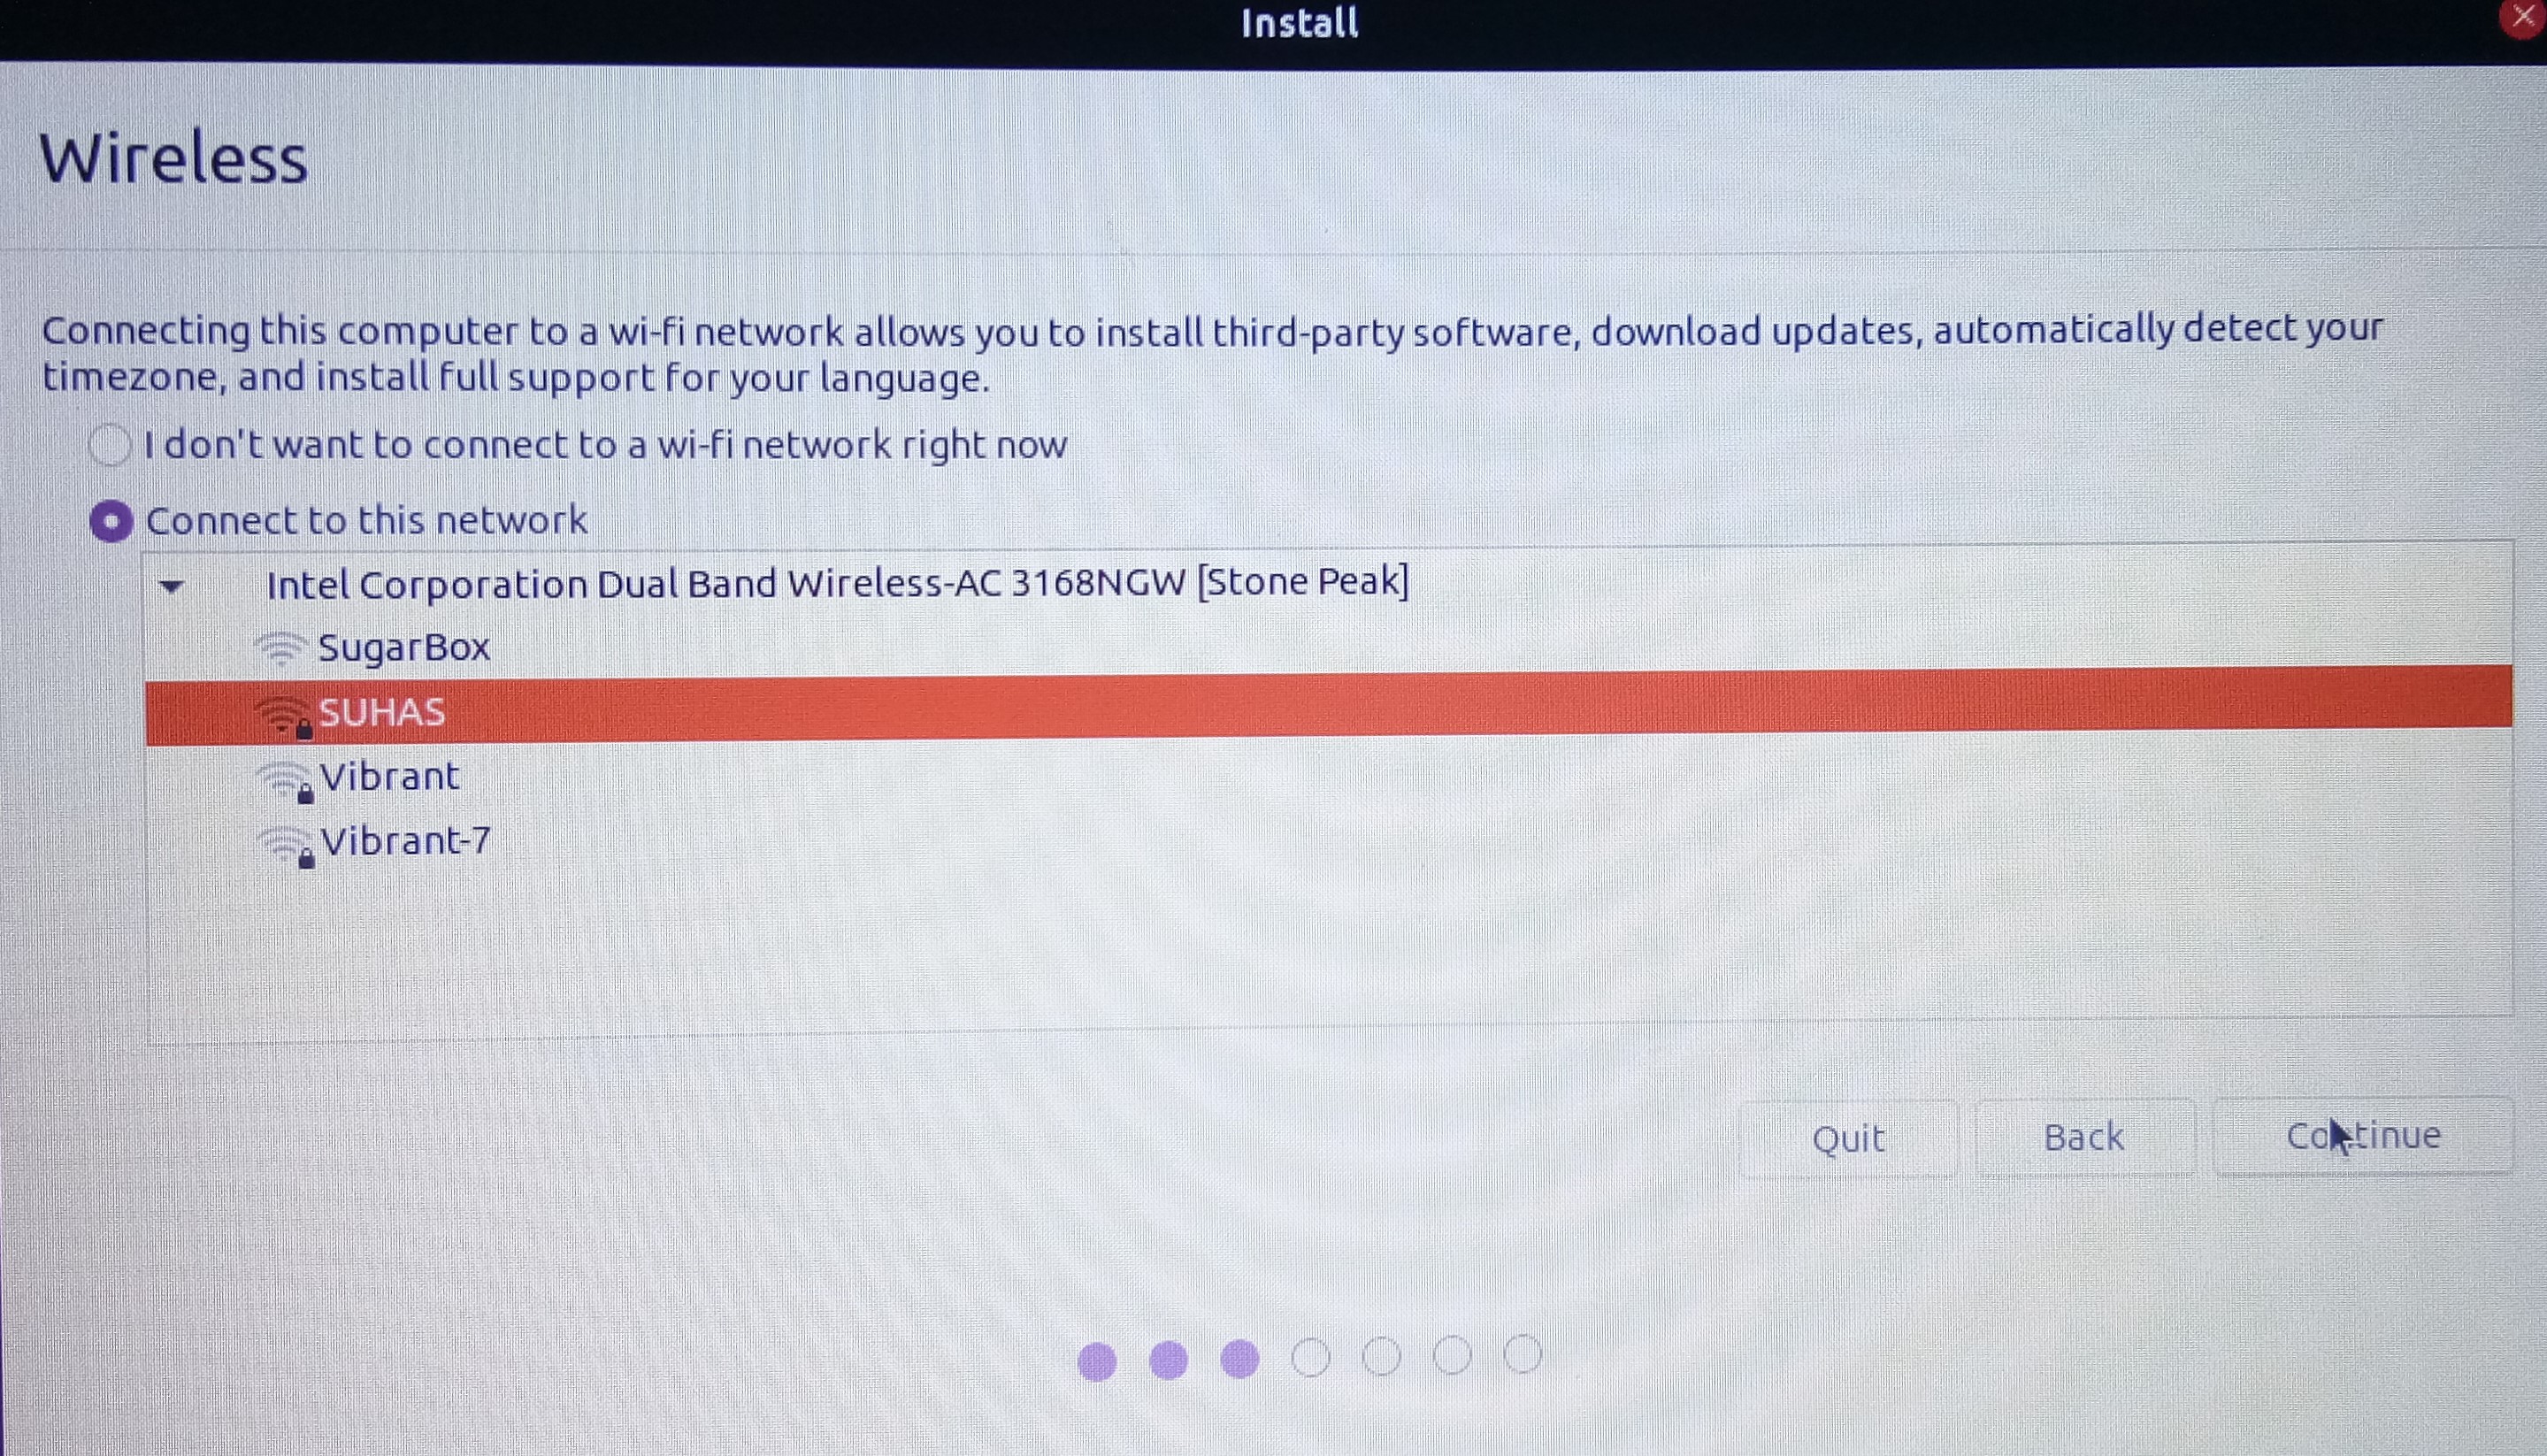 Install
Wireless
Connecting this computer to a wi-fi network allows you to install third-party software, download updates, automatically detect your
timezone, and install full support for your language.
I don't want to connect to a wi-fi network right now
Connect to this network
Intel Corporation Dual Band Wireless-AC 3168NGW [Stone Peak]
SugarBox
SUHAS
Vibrant
Vibrant-7
Quit Back Continue